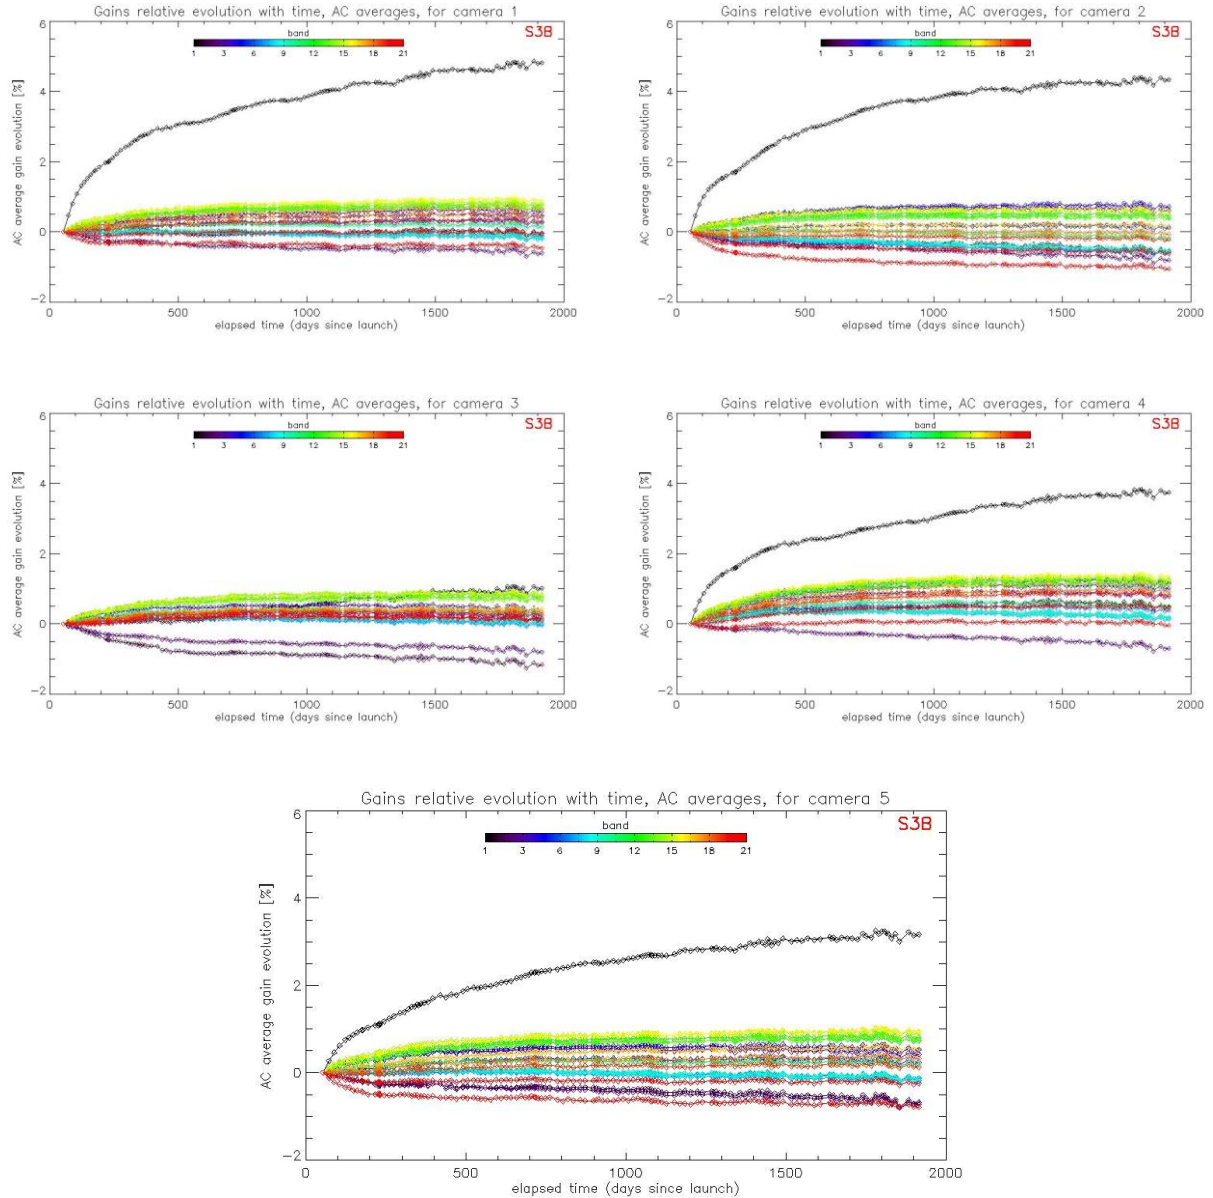 Gains relative evolution with time, AC averages, for camera 1
S3B
band
1 3 6 9 12 15 18 21
AC average gain evolution [%]
6
4
2
0
−2
0 500 1000 1500 2000
elapsed time (days since launch)
Gains relative evolution with time, AC averages, for camera 2
S3B
band
1 3 6 9 12 15 18 21
AC average gain evolution [%]
6
4
2
0
−2
0 500 1000 1500 2000
elapsed time (days since launch)
Gains relative evolution with time, AC averages, for camera 3
S3B
band
1 3 6 9 12 15 18 21
AC average gain evolution [%]
6
4
2
0
−2
0 500 1000 1500 2000
elapsed time (days since launch)
Gains relative evolution with time, AC averages, for camera 4
S3B
band
1 3 6 9 12 15 18 21
AC average gain evolution [%]
6
4
2
0
−2
0 500 1000 1500 2000
elapsed time (days since launch)
Gains relative evolution with time, AC averages, for camera 5
S3B
band
1 3 6 9 12 15 18 21
AC average gain evolution [%]
6
4
2
0
−2
0 500 1000 1500 2000
elapsed time (days since launch)